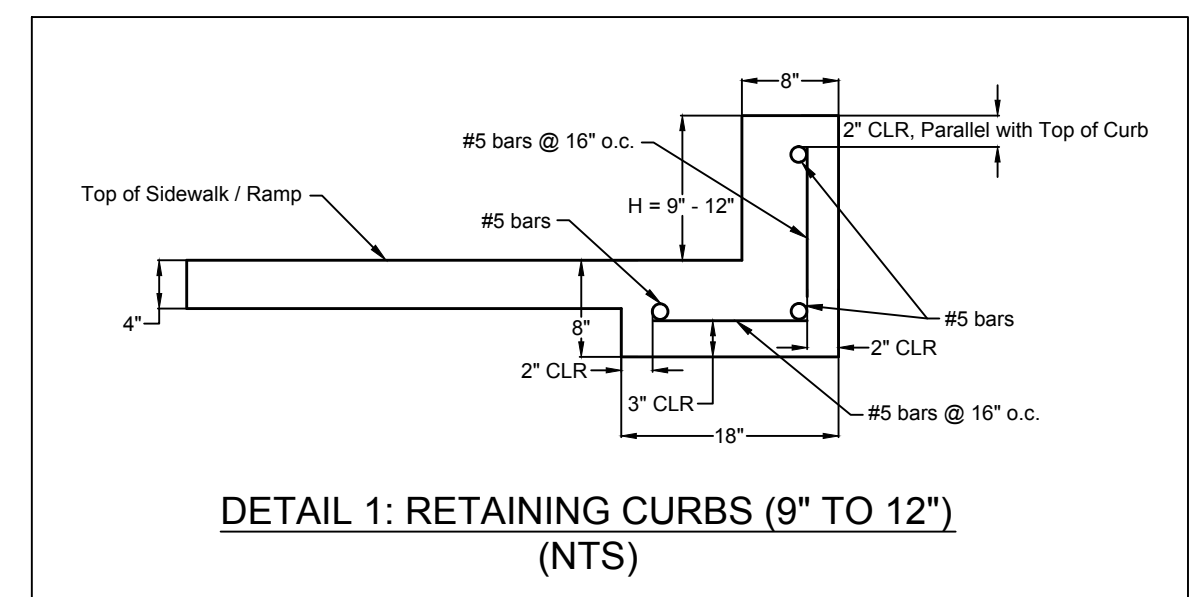 8"
2" CLR, Parallel with Top of Curb
#5 bars @ 16" o.c.
Top of Sidewalk / Ramp
H = 9" - 12"
#5 bars
4"
8"
#5 bars
2" CLR
2" CLR
3" CLR
#5 bars @ 16" o.c.
18"
DETAIL 1: RETAINING CURBS (9" TO 12")
(NTS)